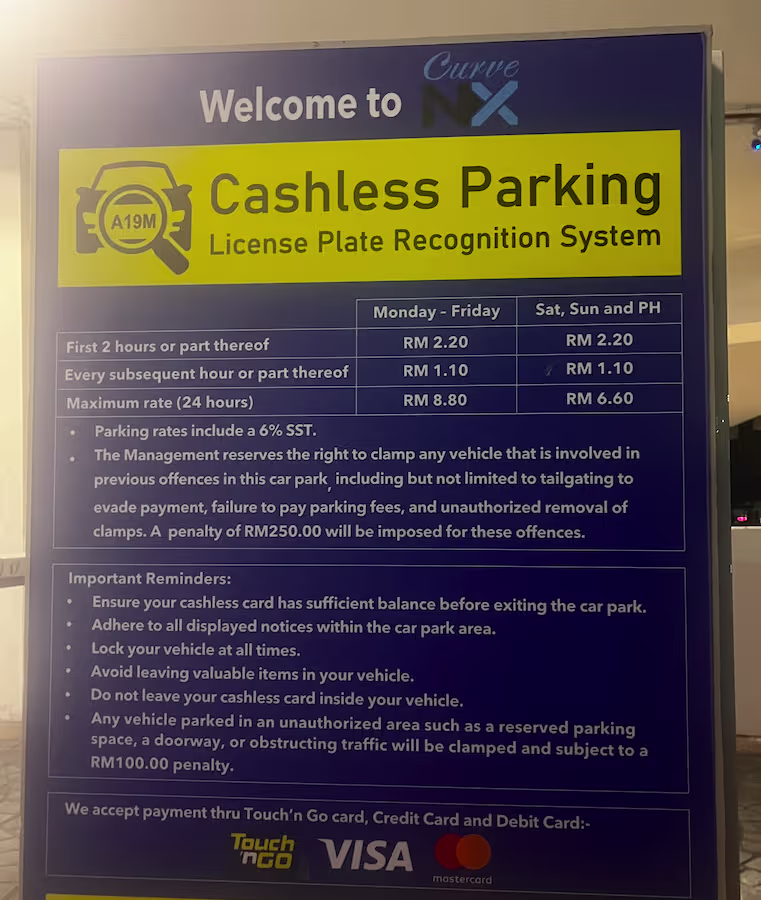 Curve
NX
Welcome to
A19M
Cashless Parking
License Plate Recognition System
Monday - Friday Sat, Sun and PH
First 2 hours or part thereof RM 2.20 RM 2.20
Every subsequent hour or part thereof RM 1.10 RM 1.10
Maximum rate (24 hours) RM 8.80 RM 6.60
• Parking rates include a 6% SST.
• The Management reserves the right to clamp any vehicle that is involved in
previous offences in this car park, including but not limited to tailgating to
evade payment, failure to pay parking fees, and unauthorized removal of
clamps. A penalty of RM250.00 will be imposed for these offences.
Important Reminders:
• Ensure your cashless card has sufficient balance before exiting the car park.
• Adhere to all displayed notices within the car park area.
• Lock your vehicle at all times.
• Avoid leaving valuable items in your vehicle.
• Do not leave your cashless card inside your vehicle.
• Any vehicle parked in an unauthorized area such as a reserved parking
space, a doorway, or obstructing traffic will be clamped and subject to a
RM100.00 penalty.
We accept payment thru Touch'n Go card, Credit Card and Debit Card:-
Touch
'nGO
VISA
mastercard